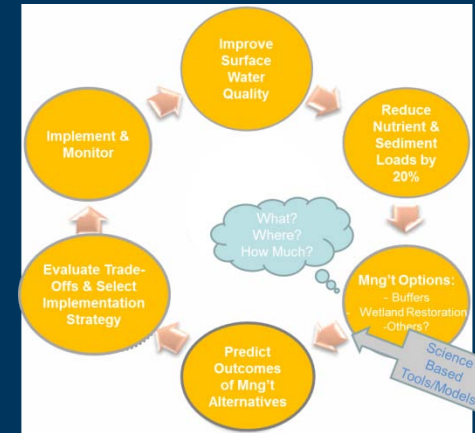 Improve
Surface
Water
Quality
Reduce
Nutrient &
Sediment
Loads by
20%
What?
Where?
How Much?
Mng't Options:
- Buffers
- Wetland Restoration
-Others?
Science
Based
Tools/Models
Predict
Outcomes
of Mng't
Alternatives
Evaluate Trade-
Offs & Select
Implementation
Strategy
Implement &
Monitor